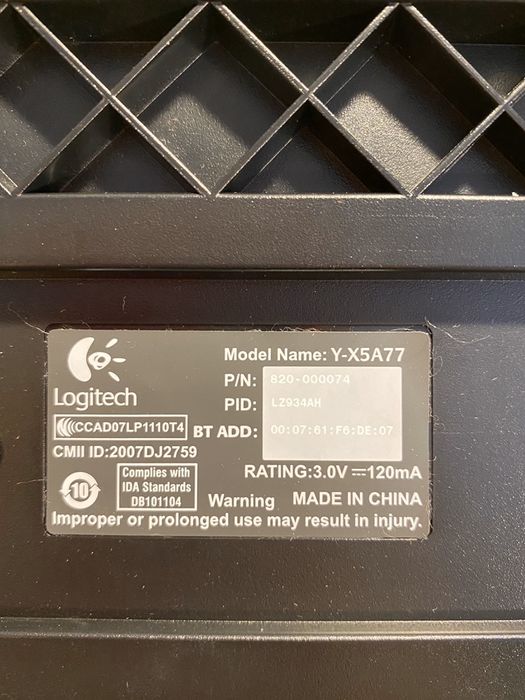 Logitech
Model Name: Y-X5A77
P/N: 820-000074
PID: LZ934AH
CCAD07LP1110T4
BT ADD: 00:07:61:F6:DE:07
CMII ID:2007DJ2759
RATING:3.0V ⎓120mA
10
Complies with
IDA Standards
DB101104
Warning MADE IN CHINA
Improper or prolonged use may result in injury.